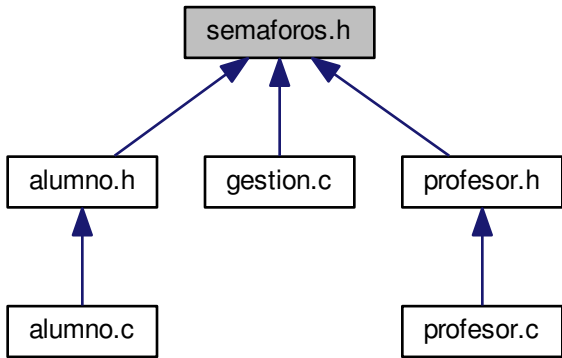 semaforos.h
alumno.h
gestion.c
profesor.h
alumno.c
profesor.c